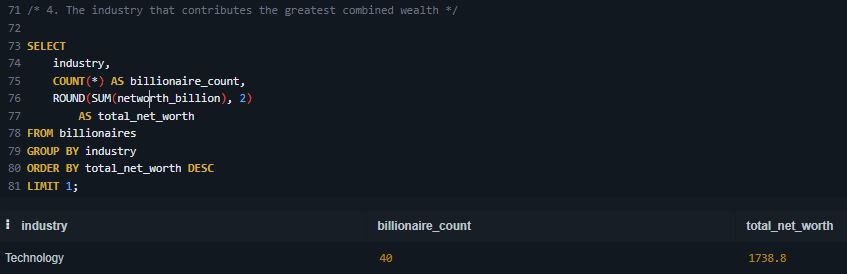 71 /* 4. The industry that contributes the greatest combined wealth */
72
73 SELECT
74     industry,
75     COUNT(*) AS billionaire_count,
76     ROUND(SUM(networth_billion), 2)
77         AS total_net_worth
78 FROM billionaires
79 GROUP BY industry
80 ORDER BY total_net_worth DESC
81 LIMIT 1;
industry billionaire_count total_net_worth
Technology 40 1738.8